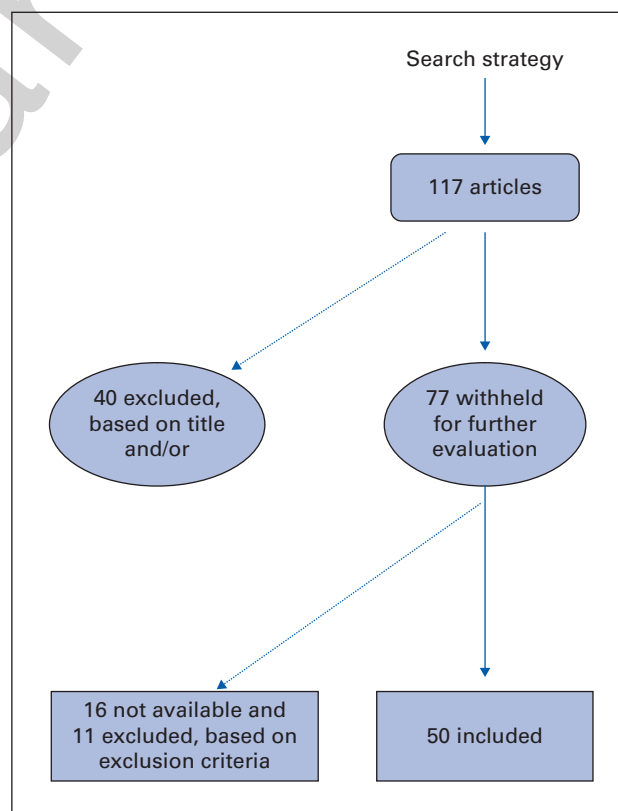 Search strategy
117 articles
40 excluded,
based on title
and/or
77 withheld
for further
evaluation
16 not available and
11 excluded, based on
exclusion criteria
50 included